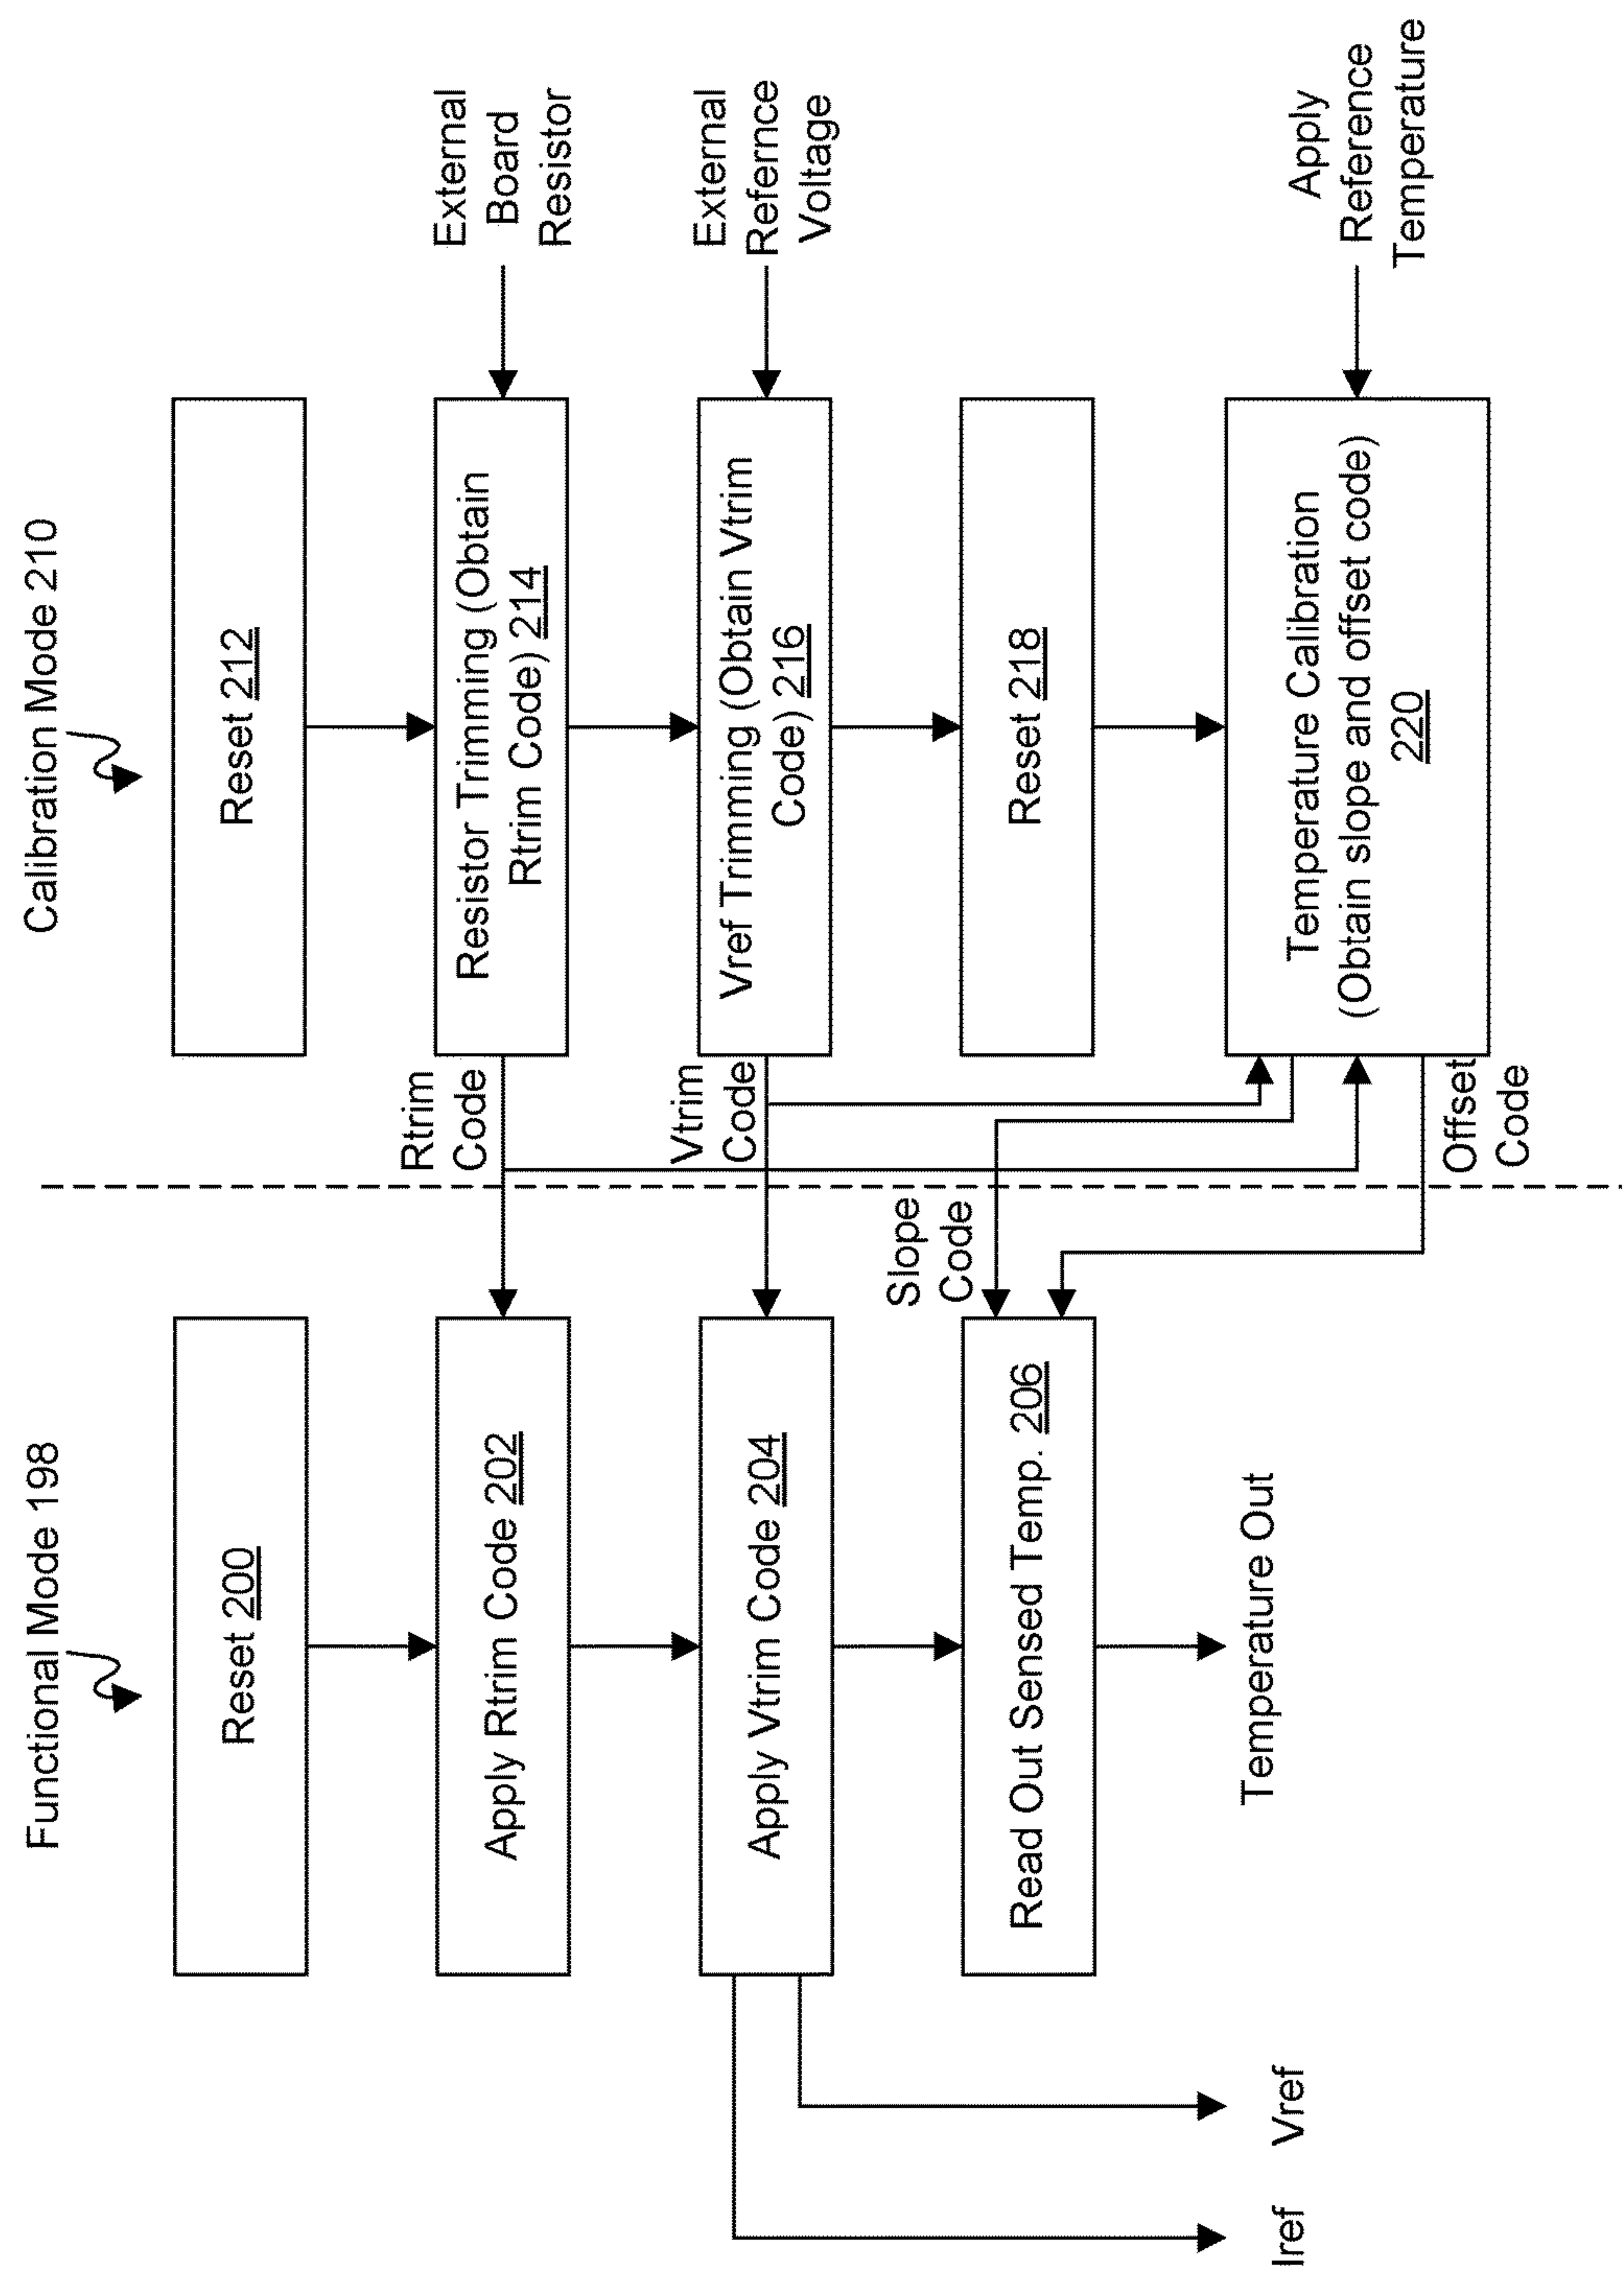 Functional Mode 198
Reset 200
Apply Rtrim Code 202
Apply Vtrim Code 204
Read Out Sensed Temp. 206
Iref
Vref
Temperature Out
Rtrim
Code
Vtrim
Code
Slope
Code
Offset
Code
Calibration Mode 210
Reset 212
Resistor Trimming (Obtain
Rtrim Code) 214
Vref Trimming (Obtain Vtrim
Code) 216
Reset 218
Temperature Calibration
(Obtain slope and offset code)
220
External
Board
Resistor
External
Refernce
Voltage
Apply
Reference
Temperature